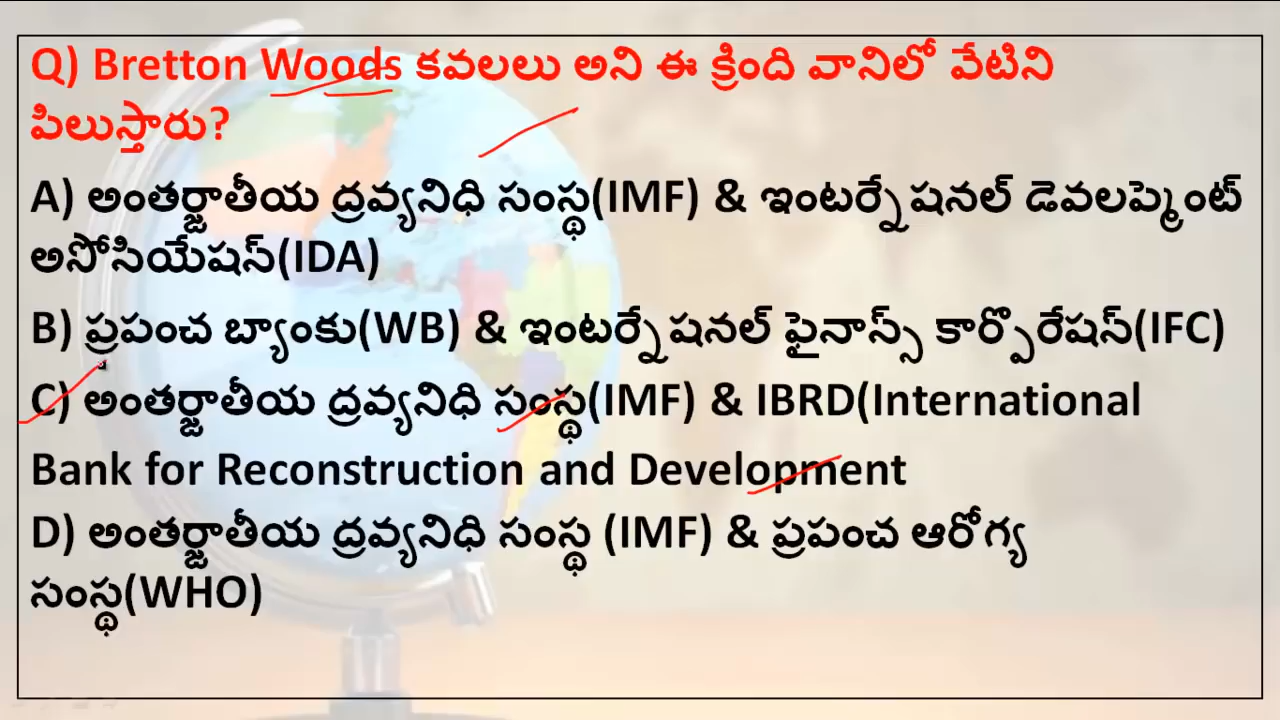 Q) Bretton Woods కవలలు అని ఈ క్రింది వానిలో వేటిని
పిలుస్తారు?
A) అంతర్జాతీయ ద్రవ్యనిధి సంస్థ(IMF) & ఇంటర్నేషనల్ డెవలప్మెంట్
అసోసియేషన్(IDA)
B) ప్రపంచ బ్యాంకు(WB) & ఇంటర్నేషనల్ ఫైనాన్స్ కార్పొరేషన్(IFC)
C) అంతర్జాతీయ ద్రవ్యనిధి సంస్థ(IMF) & IBRD(International
Bank for Reconstruction and Development
D) అంతర్జాతీయ ద్రవ్యనిధి సంస్థ (IMF) & ప్రపంచ ఆరోగ్య
సంస్థ(WHO)